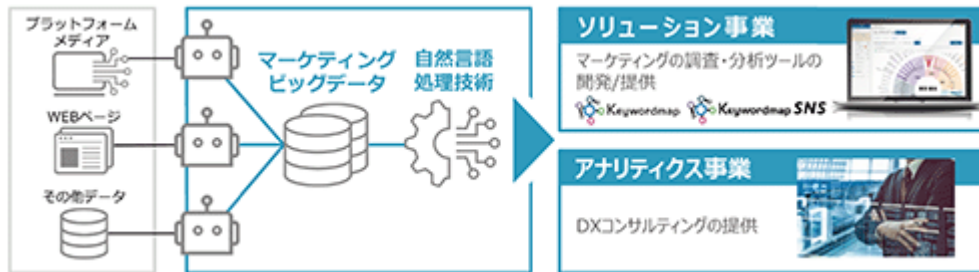 プラットフォーム
メディア
WEBページ
その他データ
マーケティング
ビッグデータ
自然言語
処理技術
ソリューション事業
マーケティングの調査・分析ツールの
開発/提供
Keywordmap
Keywordmap SNS
アナリティクス事業
DXコンサルティングの提供